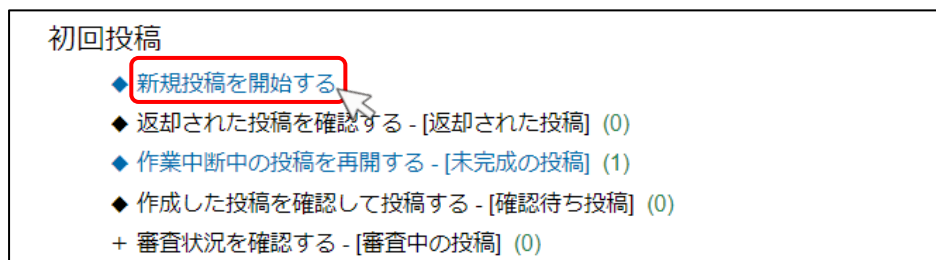 初回投稿
◆ 新規投稿を開始する
◆ 返却された投稿を確認する - [返却された投稿] (0)
◆ 作業中断中の投稿を再開する - [未完成の投稿] (1)
◆ 作成した投稿を確認して投稿する - [確認待ち投稿] (0)
+ 審査状況を確認する - [審査中の投稿] (0)